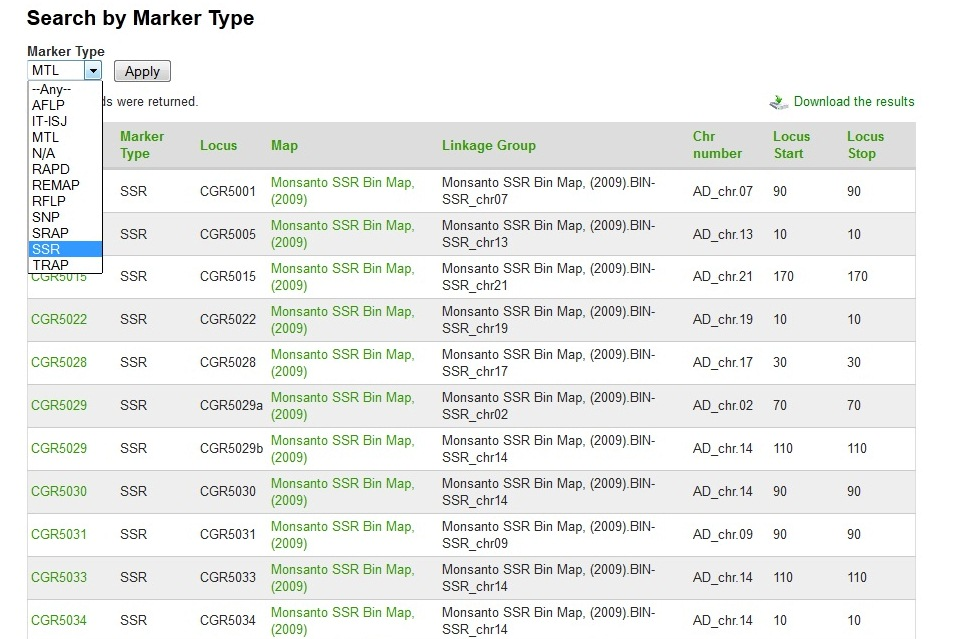 Search by Marker Type
Marker Type
MTL Apply
--Any--
AFLP
IT-ISJ
MTL
N/A
RAPD
REMAP
RFLP
SNP
SRAP
SSR
TRAP
were returned.
Download the results
Marker Type Locus Map Linkage Group Chr number Locus Start Locus Stop
SSR CGR5001 Monsanto SSR Bin Map, Monsanto SSR Bin Map, (2009).BIN- AD_chr.07 90 90
(2009) SSR_chr07
SSR CGR5005 Monsanto SSR Bin Map, Monsanto SSR Bin Map, (2009).BIN- AD_chr.13 10 10
(2009) SSR_chr13
CGR5015 SSR CGR5015 Monsanto SSR Bin Map, Monsanto SSR Bin Map, (2009).BIN- AD_chr.21 170 170
(2009) SSR_chr21
CGR5022 SSR CGR5022 Monsanto SSR Bin Map, Monsanto SSR Bin Map, (2009).BIN- AD_chr.19 10 10
(2009) SSR_chr19
CGR5028 SSR CGR5028 Monsanto SSR Bin Map, Monsanto SSR Bin Map, (2009).BIN- AD_chr.17 30 30
(2009) SSR_chr17
CGR5029 SSR CGR5029a Monsanto SSR Bin Map, Monsanto SSR Bin Map, (2009).BIN- AD_chr.02 70 70
(2009) SSR_chr02
CGR5029 SSR CGR5029b Monsanto SSR Bin Map, Monsanto SSR Bin Map, (2009).BIN- AD_chr.14 110 110
(2009) SSR_chr14
CGR5030 SSR CGR5030 Monsanto SSR Bin Map, Monsanto SSR Bin Map, (2009).BIN- AD_chr.14 90 90
(2009) SSR_chr14
CGR5031 SSR CGR5031 Monsanto SSR Bin Map, Monsanto SSR Bin Map, (2009).BIN- AD_chr.09 90 90
(2009) SSR_chr09
CGR5033 SSR CGR5033 Monsanto SSR Bin Map, Monsanto SSR Bin Map, (2009).BIN- AD_chr.14 110 110
(2009) SSR_chr14
CGR5034 SSR CGR5034 Monsanto SSR Bin Map, Monsanto SSR Bin Map, (2009).BIN- AD_chr.14 10 10
(2009) SSR_chr14